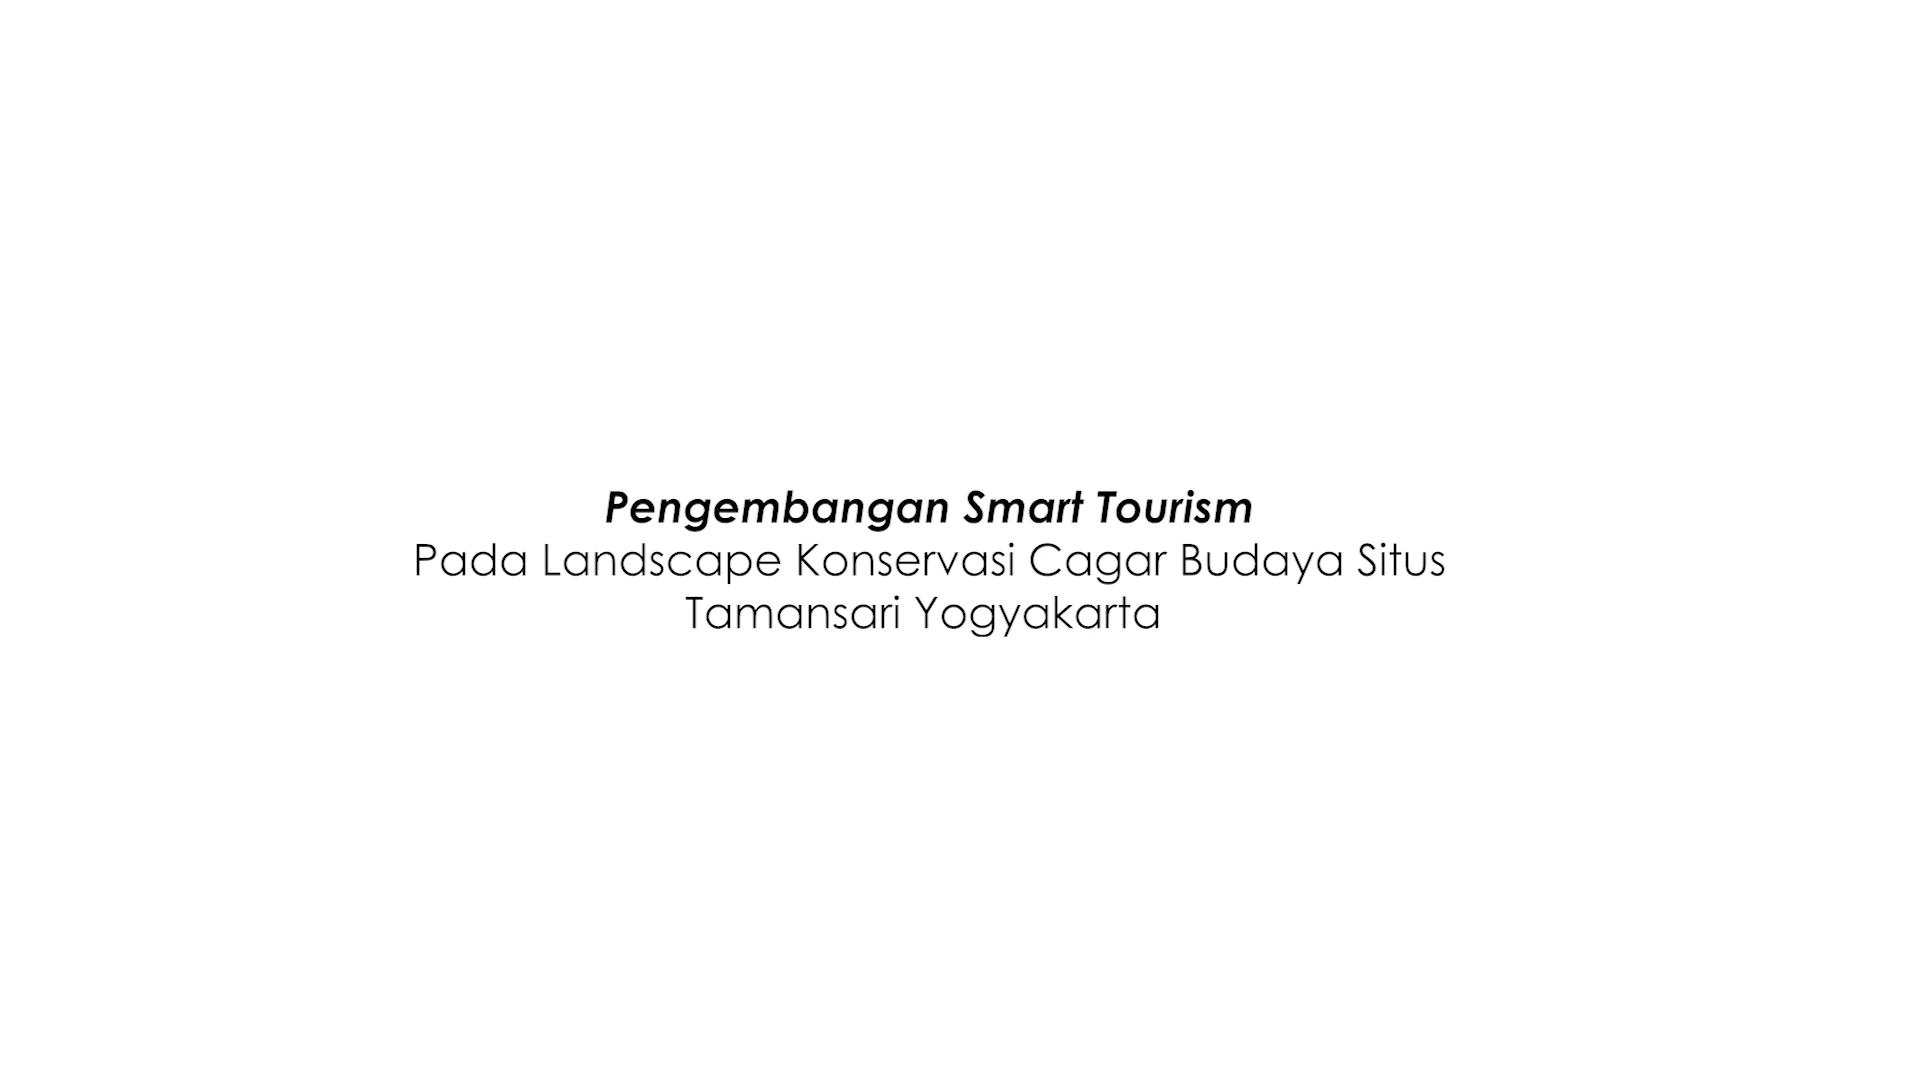 Pengembangan Smart Tourism
Pada Landscape Konservasi Cagar Budaya Situs
Tamansari Yogyakarta